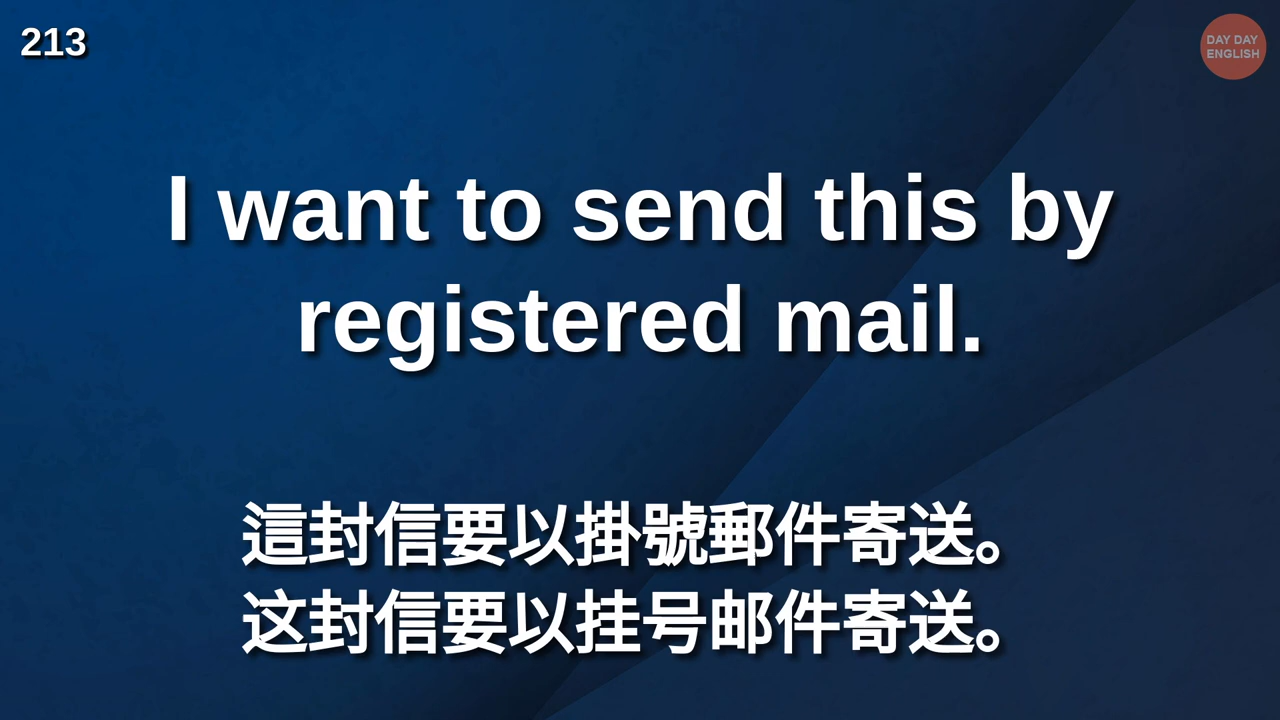 213
DAY DAY
ENGLISH
I want to send this by
registered mail.
這封信要以掛號郵件寄送。
这封信要以挂号邮件寄送。